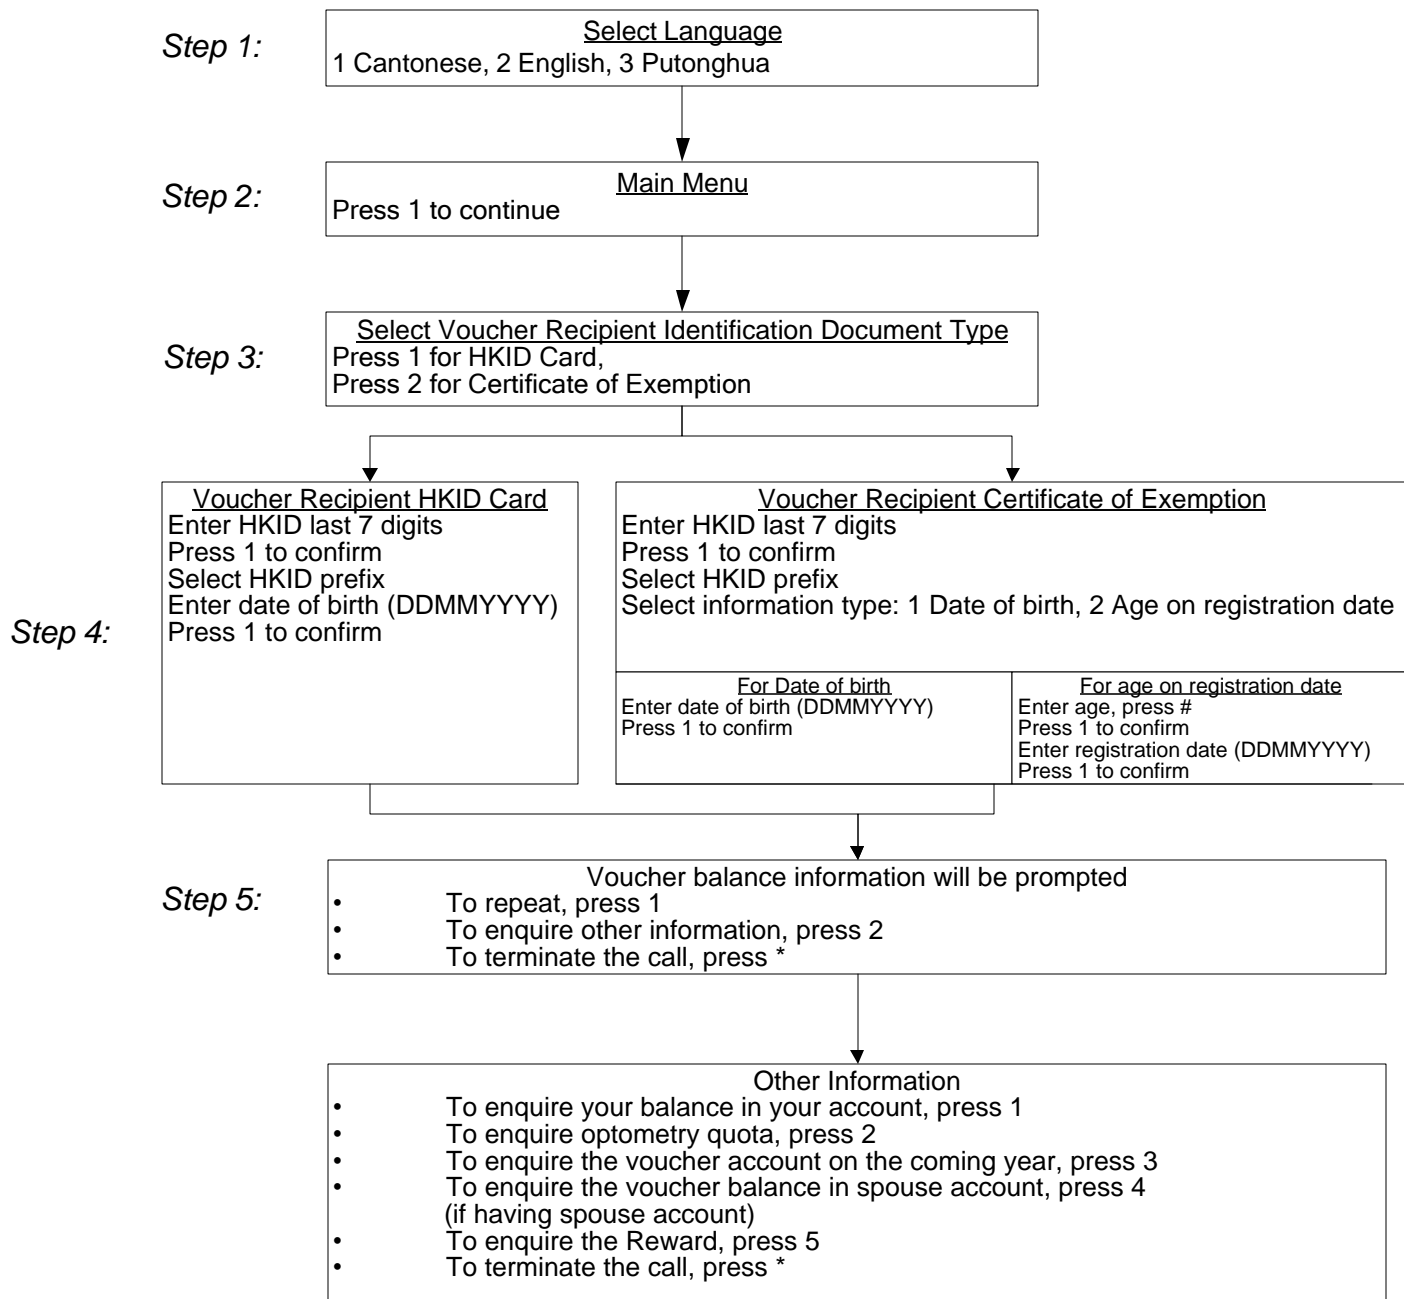 Step 1:
Select Language
1 Cantonese, 2 English, 3 Putonghua
Step 2:
Main Menu
Press 1 to continue
Step 3:
Select Voucher Recipient Identification Document Type
Press 1 for HKID Card,
Press 2 for Certificate of Exemption
Step 4:
Voucher Recipient HKID Card
Enter HKID last 7 digits
Press 1 to confirm
Select HKID prefix
Enter date of birth (DDMMYYYY)
Press 1 to confirm
Voucher Recipient Certificate of Exemption
Enter HKID last 7 digits
Press 1 to confirm
Select HKID prefix
Select information type: 1 Date of birth, 2 Age on registration date
For Date of birth
Enter date of birth (DDMMYYYY)
Press 1 to confirm
For age on registration date
Enter age, press #
Press 1 to confirm
Enter registration date (DDMMYYYY)
Press 1 to confirm
Step 5:
Voucher balance information will be prompted
• To repeat, press 1
• To enquire other information, press 2
• To terminate the call, press *
Other Information
• To enquire your balance in your account, press 1
• To enquire optometry quota, press 2
• To enquire the voucher account on the coming year, press 3
• To enquire the voucher balance in spouse account, press 4
(if having spouse account)
• To enquire the Reward, press 5
• To terminate the call, press *